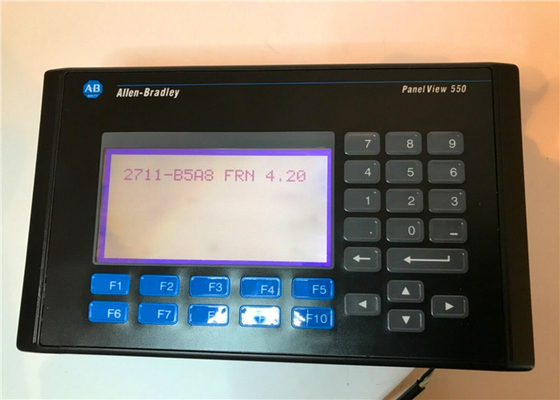 AB Allen-Bradley PanelView 550
2711-B5A8 FRN 4.20
7 8 9
4 5 6
1 2 3
. 0 -
F1 F2 F3 F4 F5
F6 F7 F10